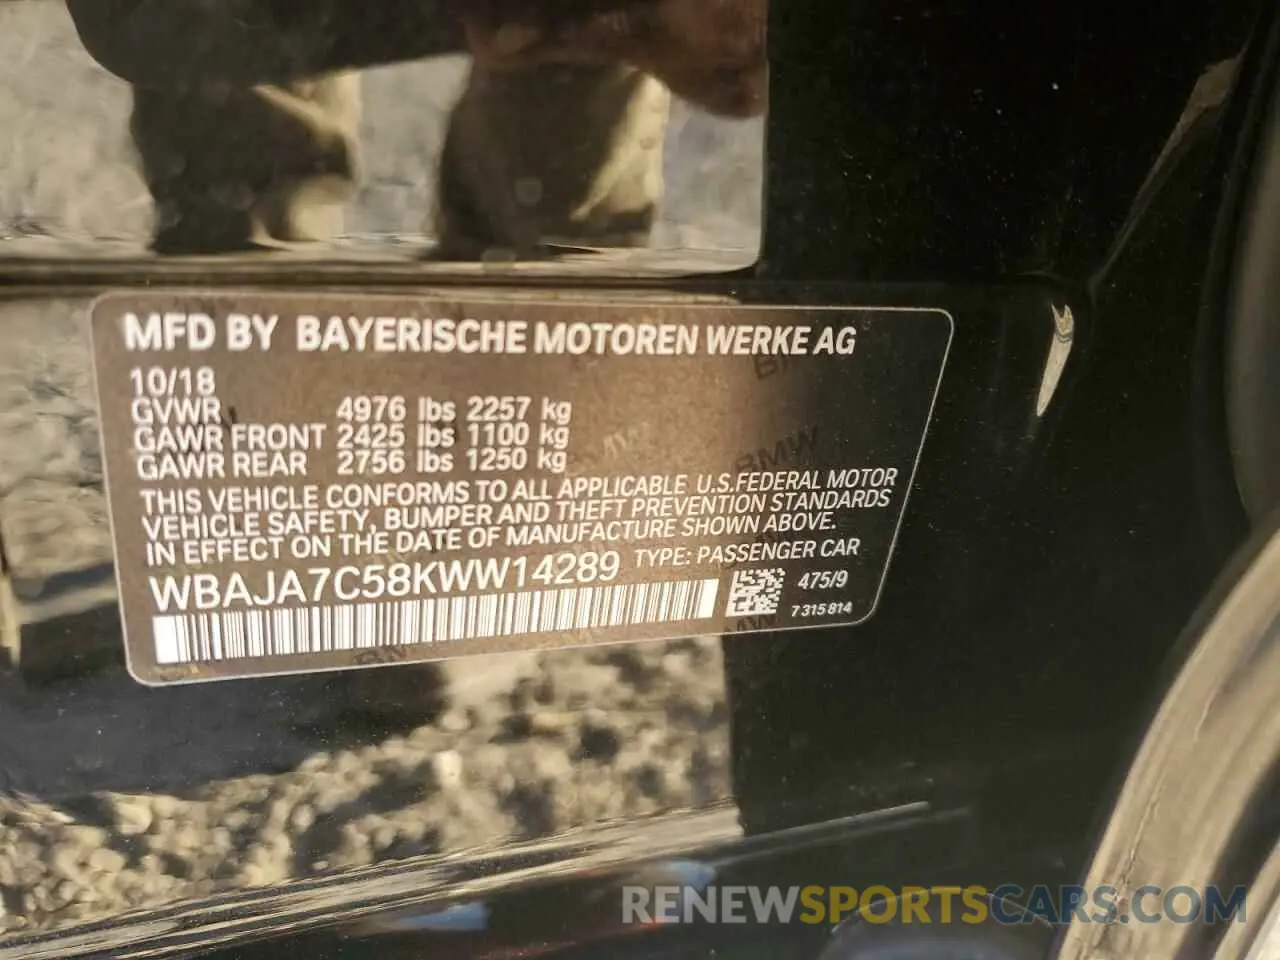 MFD BY BAYERISCHE MOTOREN WERKE AG
10/18
GVWR 4976 lbs 2257 kg
GAWR FRONT 2425 lbs 1100 kg
GAWR REAR 2756 lbs 1250 kg
THIS VEHICLE CONFORMS TO ALL APPLICABLE U.S.FEDERAL MOTOR
VEHICLE SAFETY, BUMPER AND THEFT PREVENTION STANDARDS
IN EFFECT ON THE DATE OF MANUFACTURE SHOWN ABOVE.
WBAJA7C58KWW14289 TYPE: PASSENGER CAR
475/9
7 315 814
BMW
RENEWSPORTSCARS.COM